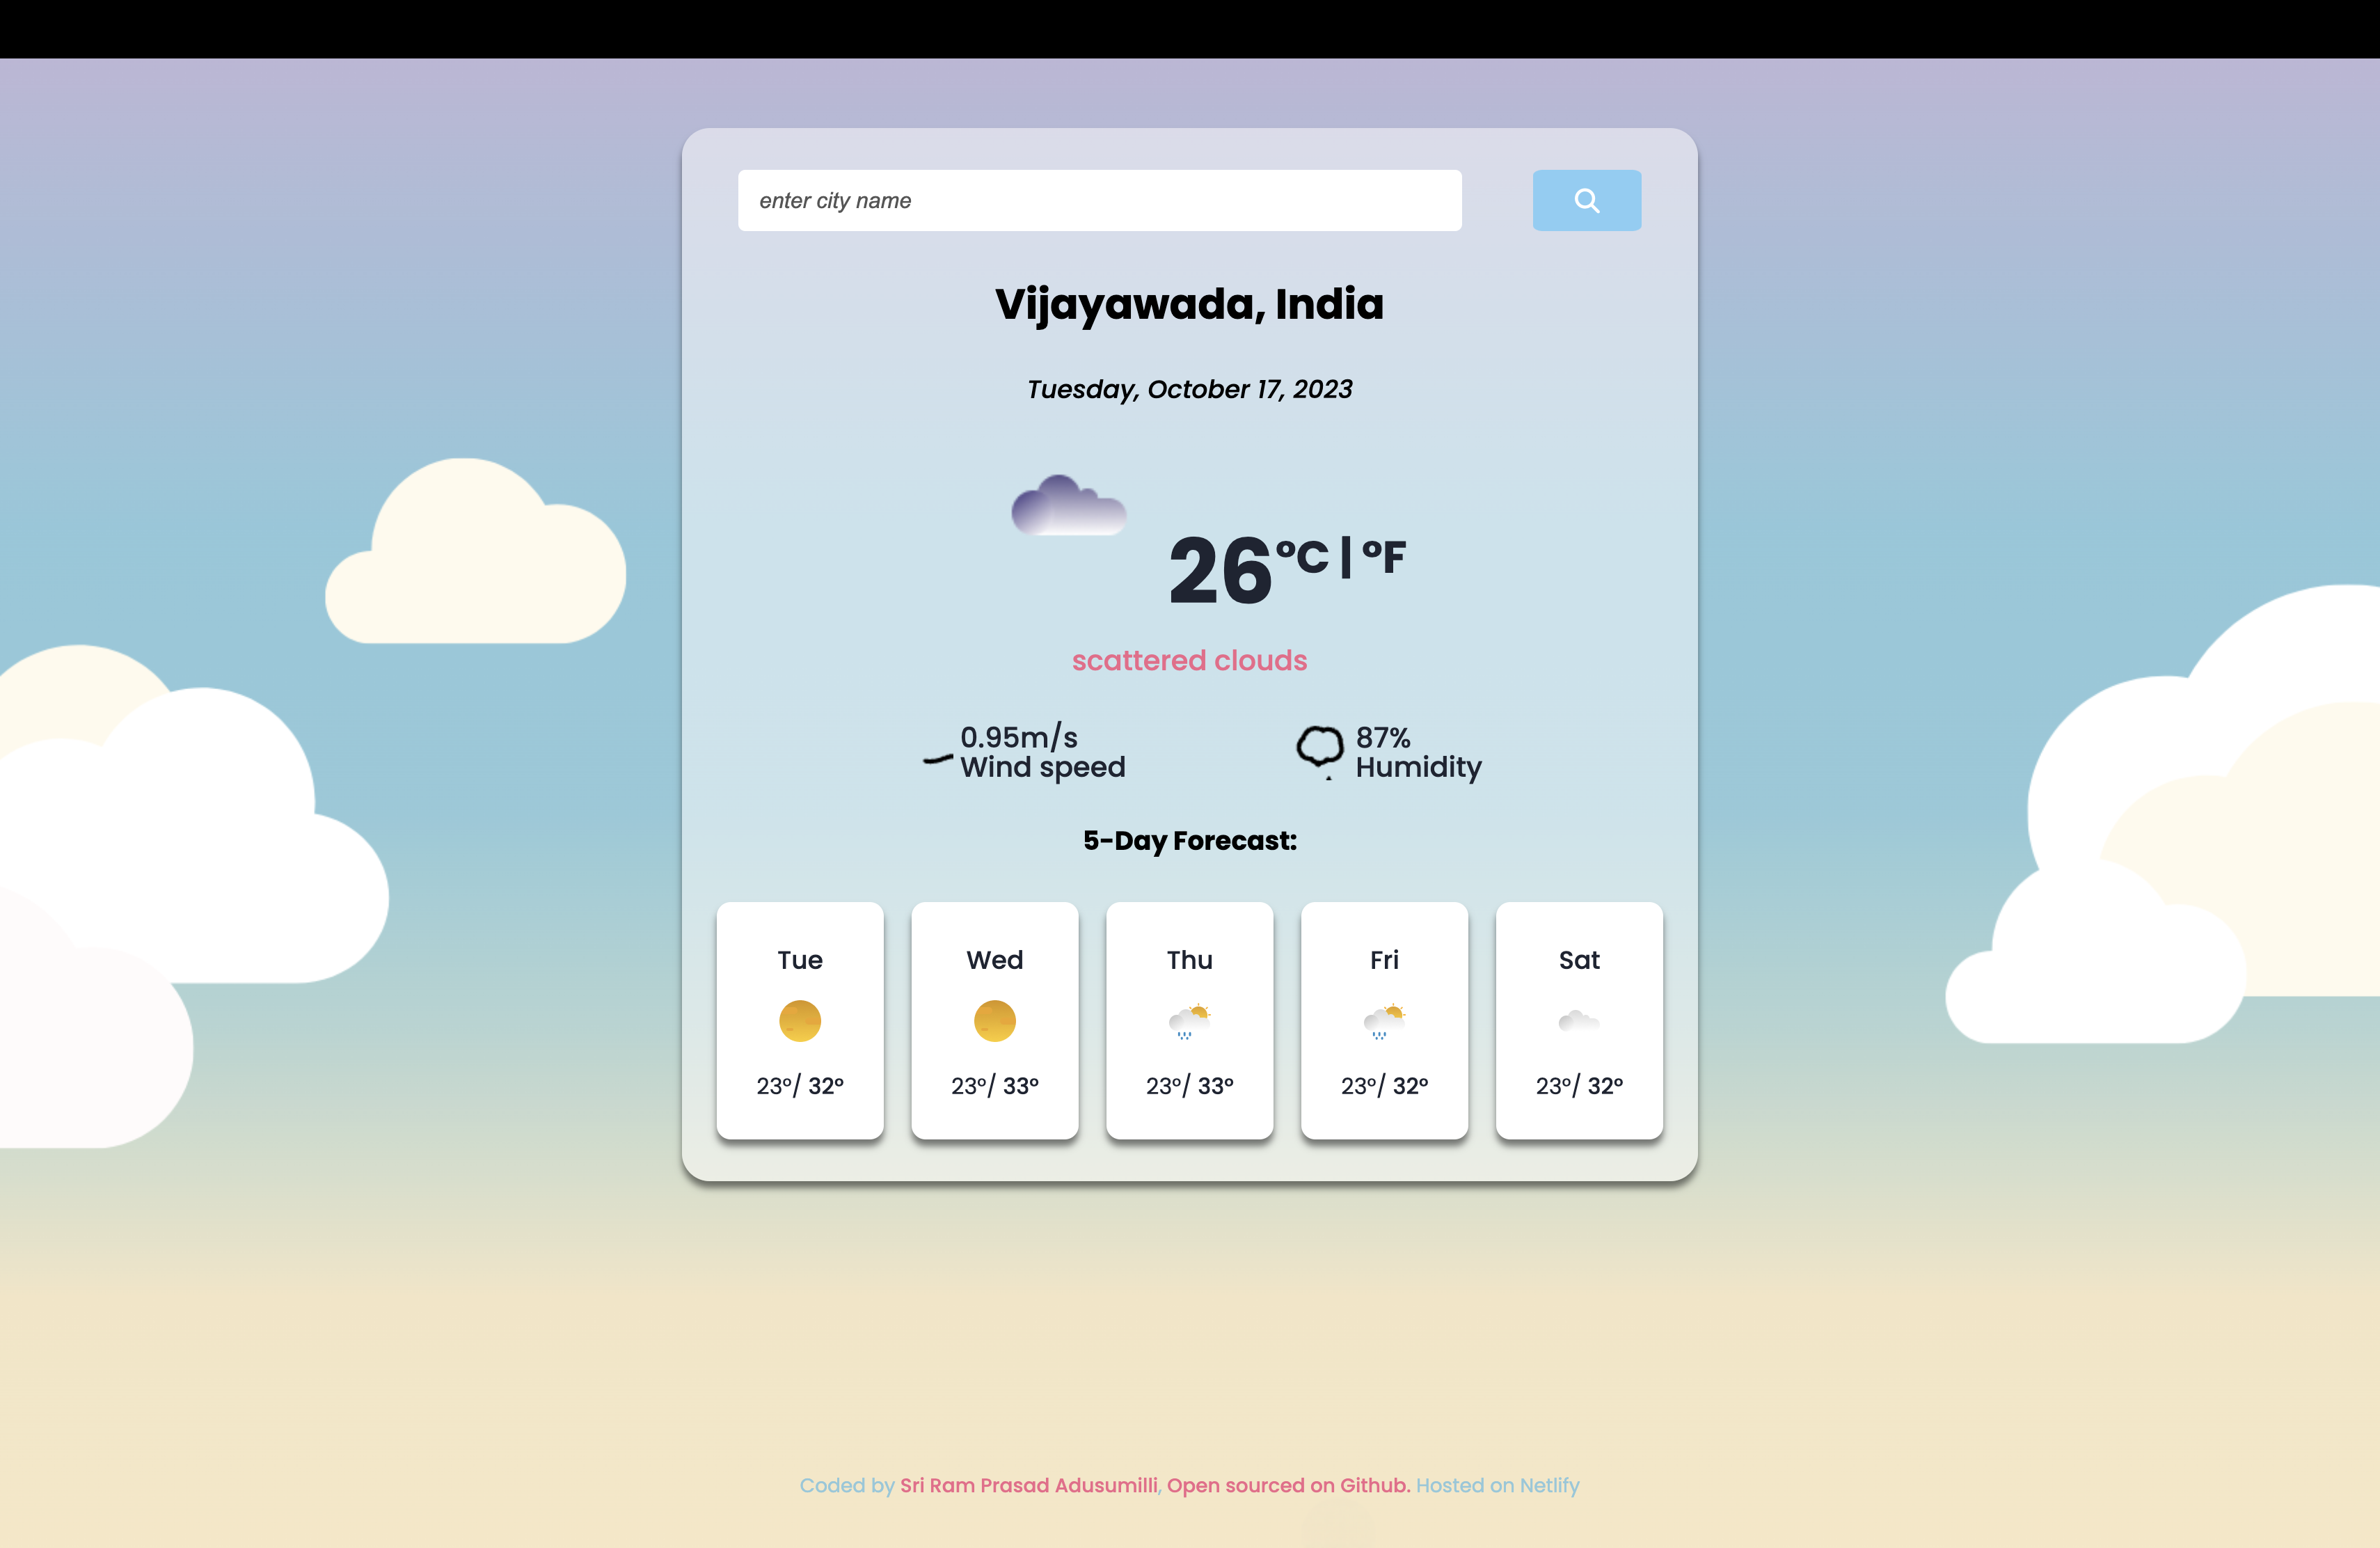 enter city name
Vijayawada, India
Tuesday, October 17, 2023
26°C | °F
scattered clouds
0.95m/s
Wind speed
87%
Humidity
5-Day Forecast:
Tue
23°/ 32°
Wed
23°/ 33°
Thu
23°/ 33°
Fri
23°/ 32°
Sat
23°/ 32°
Coded by Sri Ram Prasad Adusumilli, Open sourced on Github. Hosted on Netlify